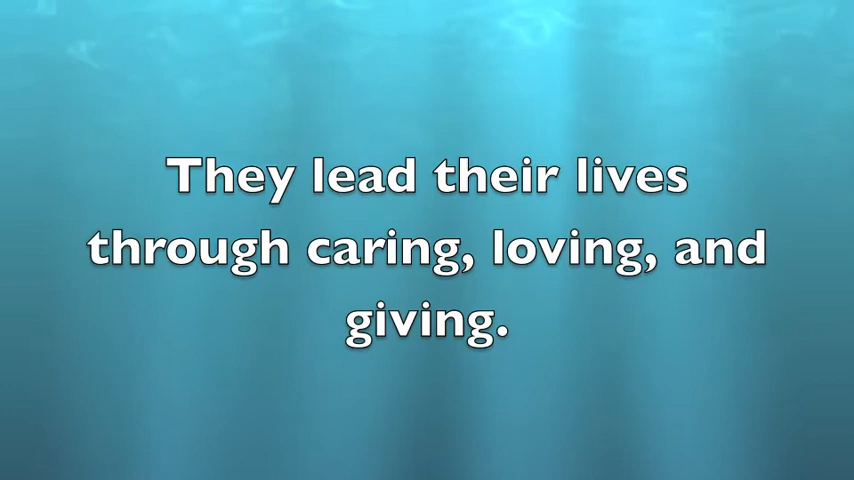 They lead their lives
through caring, loving, and
giving.